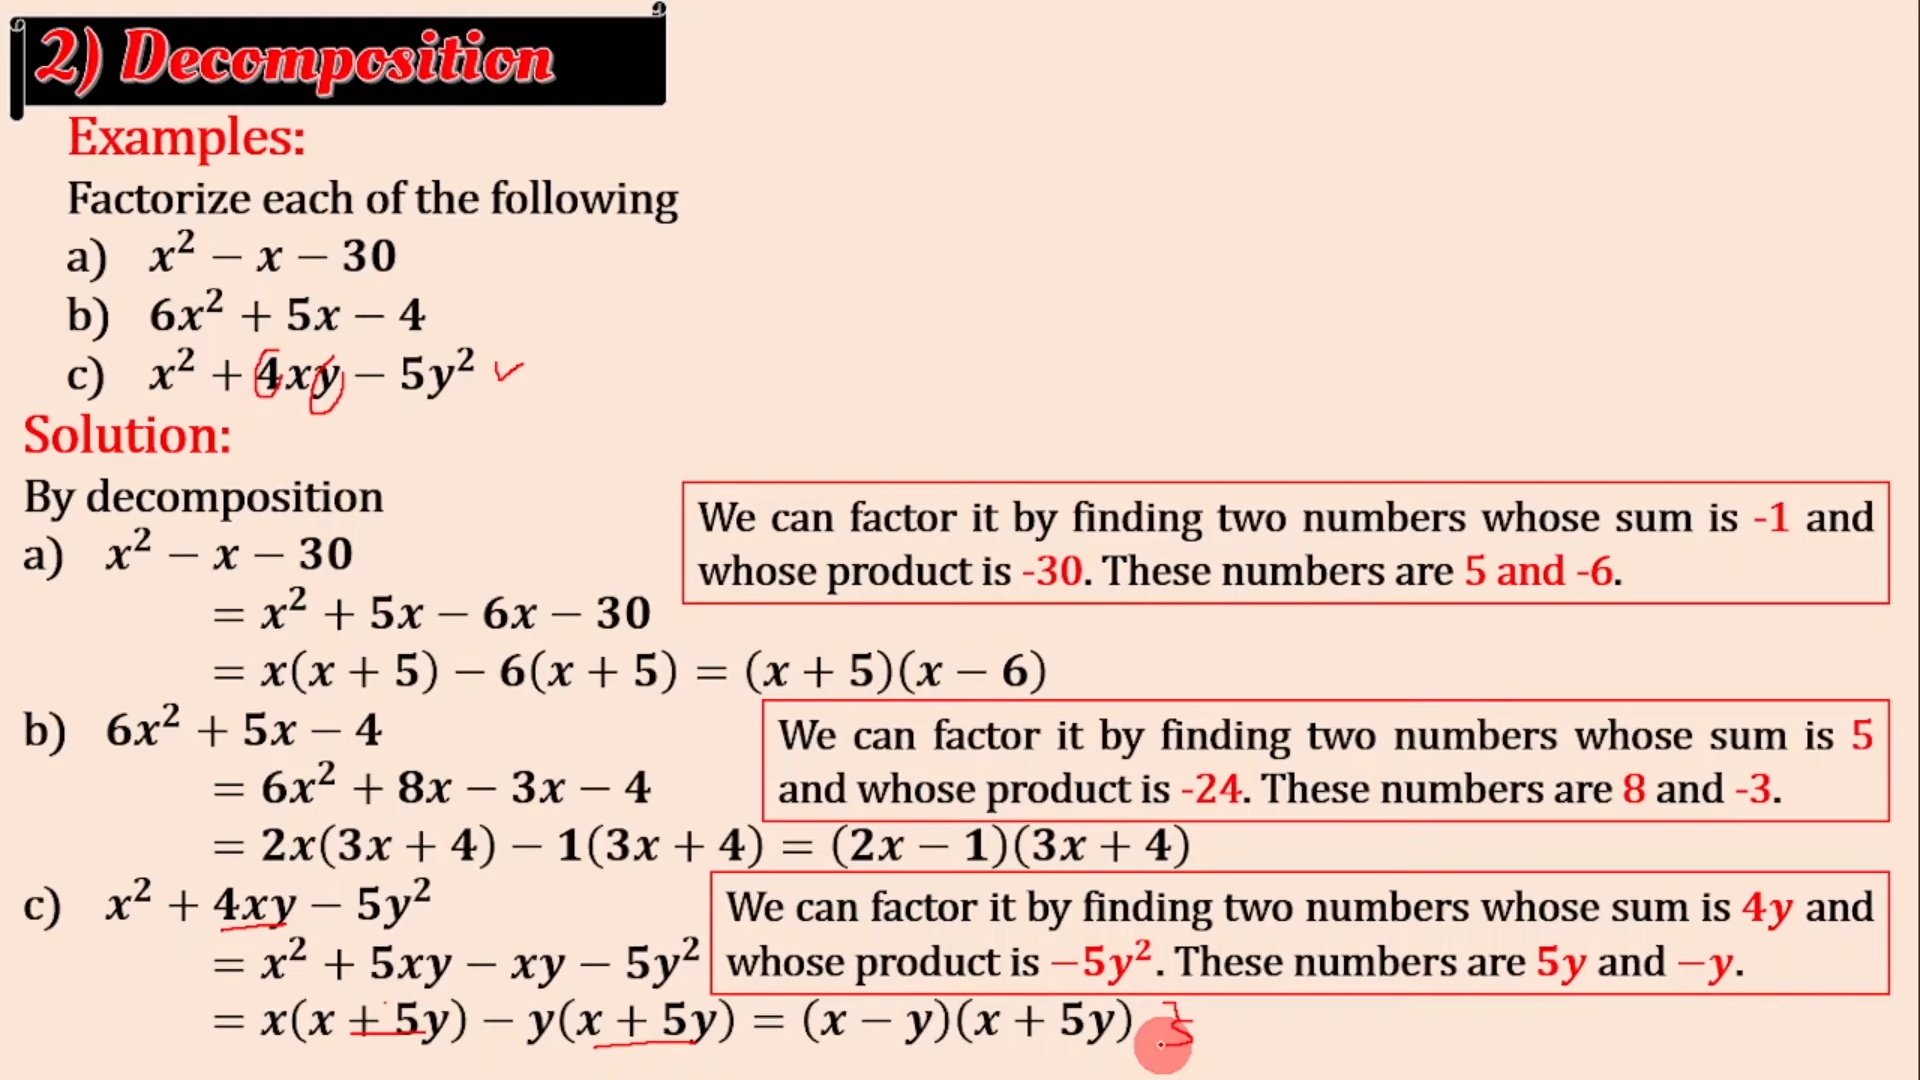 2) Decomposition
Examples:
Factorize each of the following
a) x² − x − 30
b) 6x² + 5x − 4
c) x² + 4xy − 5y²
Solution:
By decomposition
a) x² − x − 30
= x² + 5x − 6x − 30
= x(x + 5) − 6(x + 5) = (x + 5)(x − 6)
We can factor it by finding two numbers whose sum is -1 and
whose product is -30. These numbers are 5 and -6.
b) 6x² + 5x − 4
= 6x² + 8x − 3x − 4
= 2x(3x + 4) − 1(3x + 4) = (2x − 1)(3x + 4)
We can factor it by finding two numbers whose sum is 5
and whose product is -24. These numbers are 8 and -3.
c) x² + 4xy − 5y²
= x² + 5xy − xy − 5y²
= x(x + 5y) − y(x + 5y) = (x − y)(x + 5y)
We can factor it by finding two numbers whose sum is 4y and
whose product is −5y². These numbers are 5y and −y.